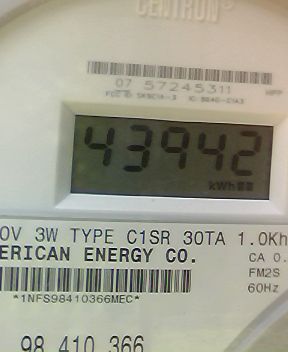 CENTRON
07 57245311
43942
kWh
0V 3W TYPE C1SR 30TA 1.0Kh
ERICAN ENERGY CO.
CA 0.
FM2S
*1NFS98410366MEC*
60Hz
98 410 366